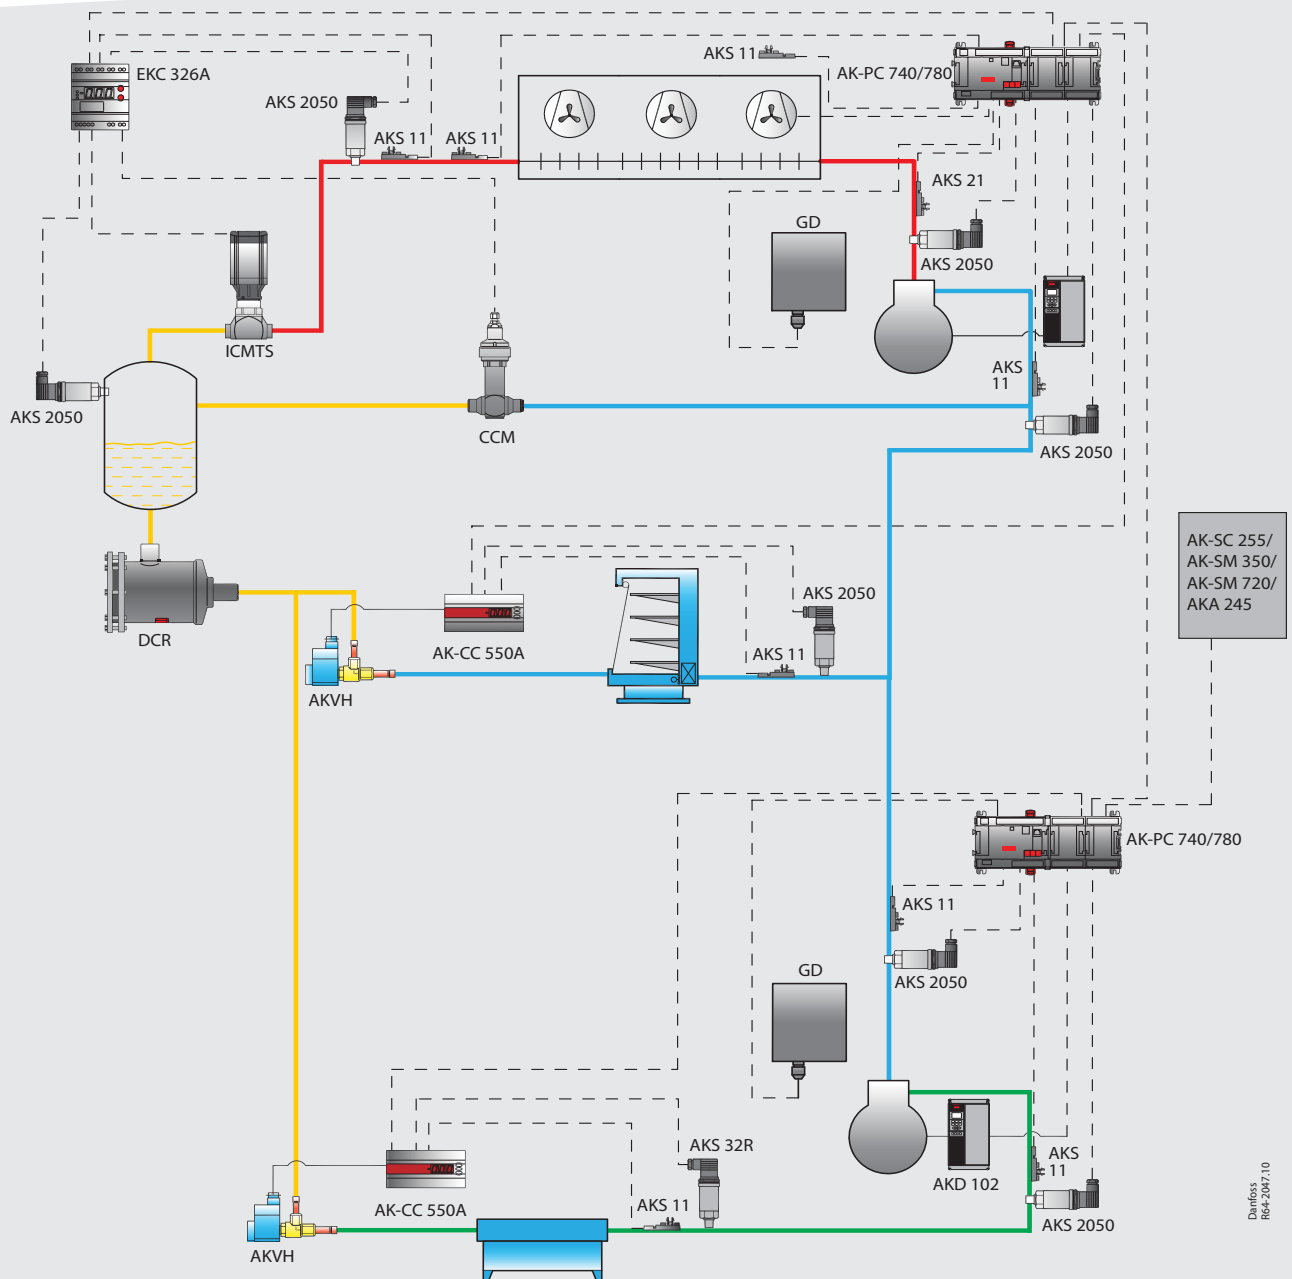 EKC 326A
AKS 2050
AKS 11
AKS 11
AKS 11
AK-PC 740/780
AKS 21
GD
AKS 2050
ICMTS
AKS 2050
CCM
AKS
11
AKS 2050
AK-SC 255/
AK-SM 350/
AK-SM 720/
AKA 245
DCR
AK-CC 550A
AKS 2050
AKS 11
AKVH
AK-PC 740/780
AKS 11
AKS 2050
GD
AKS 32R
AKS 11
AK-CC 550A
AKVH
AKD 102
AKS
11
AKS 2050
Danfoss
R64-2047.10